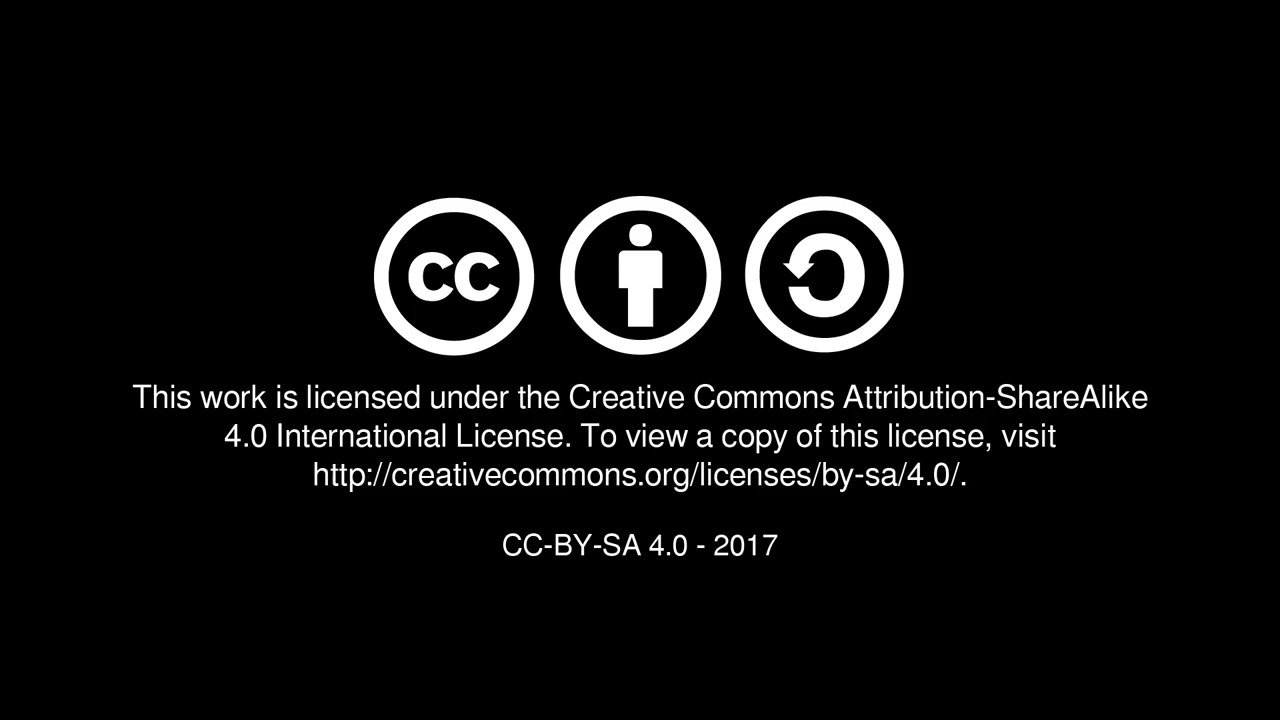 cc
This work is licensed under the Creative Commons Attribution-ShareAlike
4.0 International License. To view a copy of this license, visit
http://creativecommons.org/licenses/by-sa/4.0/.
CC-BY-SA 4.0 - 2017